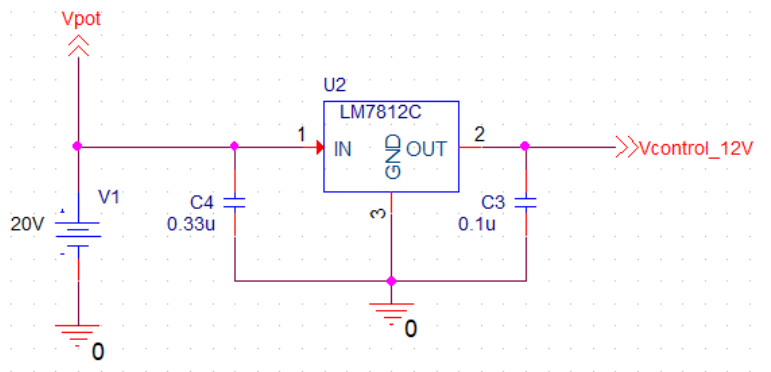 Vpot
U2
LM7812C
1
IN
GND
OUT
2
Vcontrol_12V
3
V1
20V
+
-
C4
0.33u
C3
0.1u
0
0